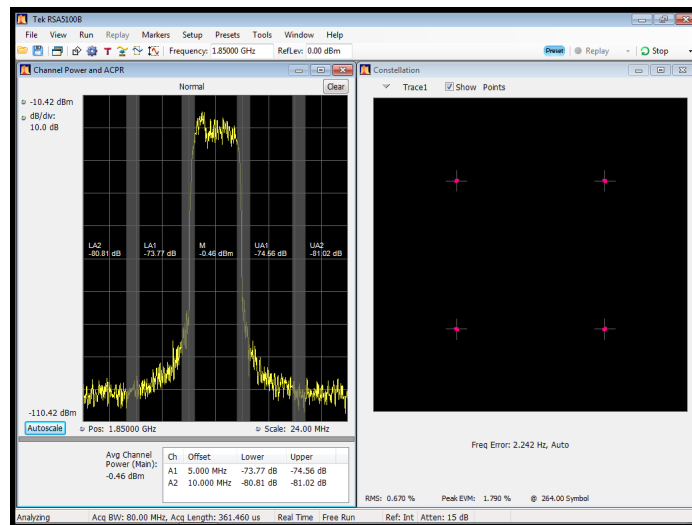 Tek RSA5100B
File View Run Replay Markers Setup Presets Tools Window Help
T Frequency: 1.85000 GHz RefLev: 0.00 dBm Preset Replay Stop
Channel Power and ACPR
Normal
Clear
-10.42 dBm
dB/div:
10.0 dB
LA2 LA1 M UA1 UA2
-80.81 dB -73.77 dB -0.46 dBm -74.56 dB -81.02 dB
-110.42 dBm
Autoscale Pos: 1.85000 GHz Scale: 24.00 MHz
Avg Channel
Power (Main):
-0.46 dBm
Ch Offset Lower Upper
A1 5.000 MHz -73.77 dB -74.56 dB
A2 10.000 MHz -80.81 dB -81.02 dB
Constellation
Trace1 Show Points
Freq Error: 2.242 Hz, Auto
RMS: 0.670 % Peak EVM: 1.790 % @ 264.00 Symbol
Analyzing Acq BW: 80.00 MHz, Acq Length: 361.460 us Real Time Free Run Ref: Int Atten: 15 dB